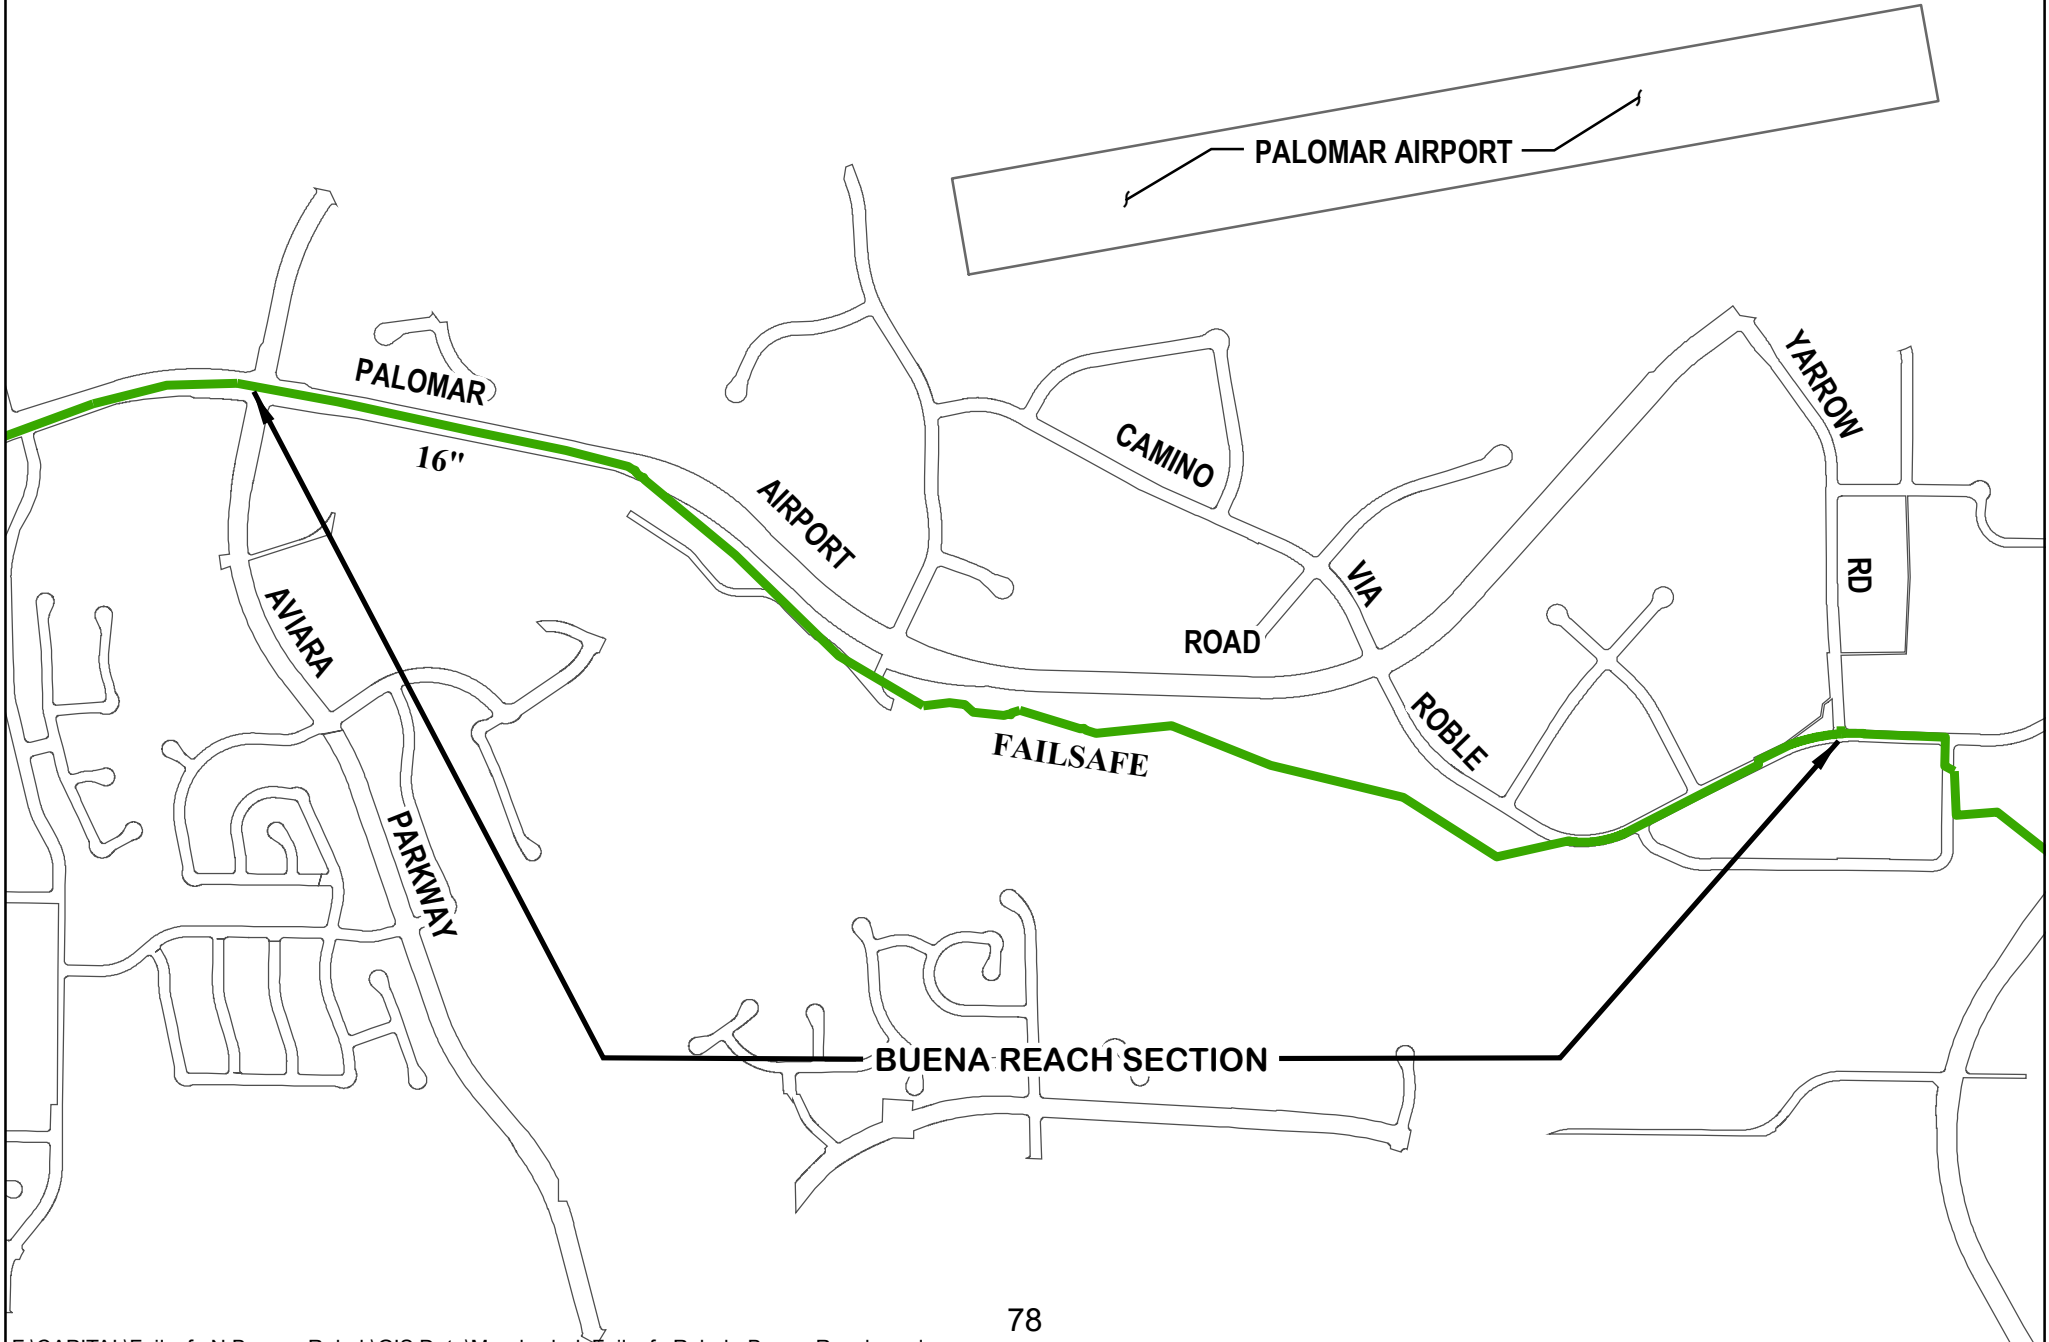 PALOMAR AIRPORT
PALOMAR
16"
AIRPORT
CAMINO
YARROW
VIA
RD
ROAD
AVIARA
ROBLE
FAILSAFE
PARKWAY
BUENA REACH SECTION
78